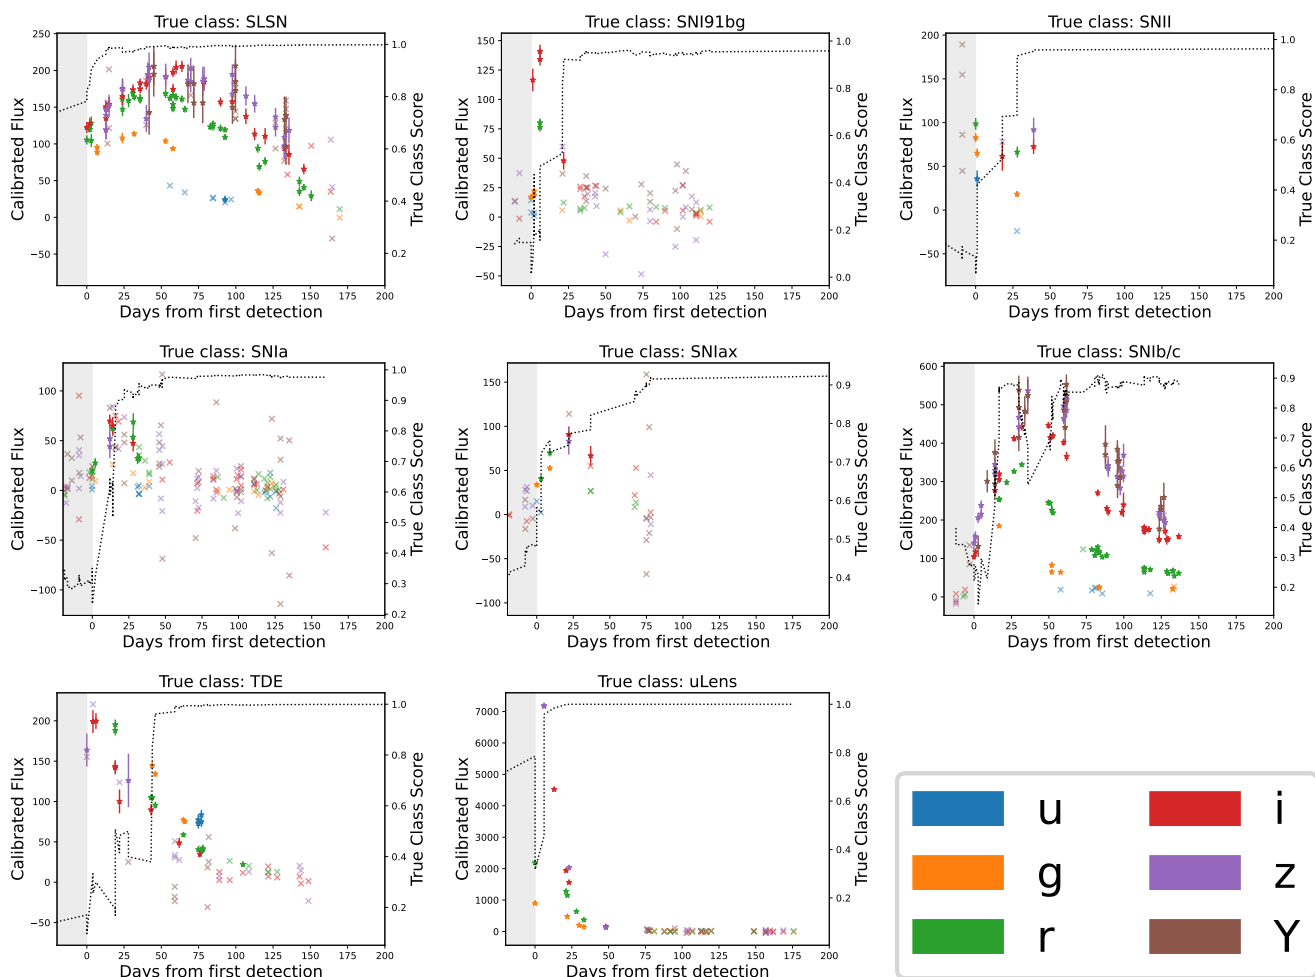 True class: SLSN
250
200
150
100
50
0
−50
1.0
0.8
0.6
0.4
0.2
0 25 50 75 100 125 150 175 200
Calibrated Flux
True Class Score
Days from first detection
True class: SNI91bg
150
125
100
75
50
25
0
−25
−50
1.0
0.8
0.6
0.4
0.2
0.0
0 25 50 75 100 125 150 175 200
Calibrated Flux
True Class Score
Days from first detection
True class: SNII
200
150
100
50
0
−50
1.0
0.8
0.6
0.4
0.2
0 25 50 75 100 125 150 175 200
Calibrated Flux
True Class Score
Days from first detection
True class: SNIa
100
50
0
−50
−100
1.0
0.9
0.8
0.7
0.6
0.5
0.4
0.3
0.2
0 25 50 75 100 125 150 175 200
Calibrated Flux
True Class Score
Days from first detection
True class: SNIax
150
100
50
0
−50
−100
0.9
0.8
0.7
0.6
0.5
0.4
0 25 50 75 100 125 150 175 200
Calibrated Flux
True Class Score
Days from first detection
True class: SNIb/c
600
500
400
300
200
100
0
0.9
0.8
0.7
0.6
0.5
0.4
0.3
0.2
0 25 50 75 100 125 150 175 200
Calibrated Flux
True Class Score
Days from first detection
True class: TDE
200
150
100
50
0
−50
1.0
0.8
0.6
0.4
0.2
0 25 50 75 100 125 150 175 200
Calibrated Flux
True Class Score
Days from first detection
True class: uLens
7000
6000
5000
4000
3000
2000
1000
0
1.0
0.8
0.6
0.4
0.2
0 25 50 75 100 125 150 175 200
Calibrated Flux
True Class Score
Days from first detection
u i
g z
r Y